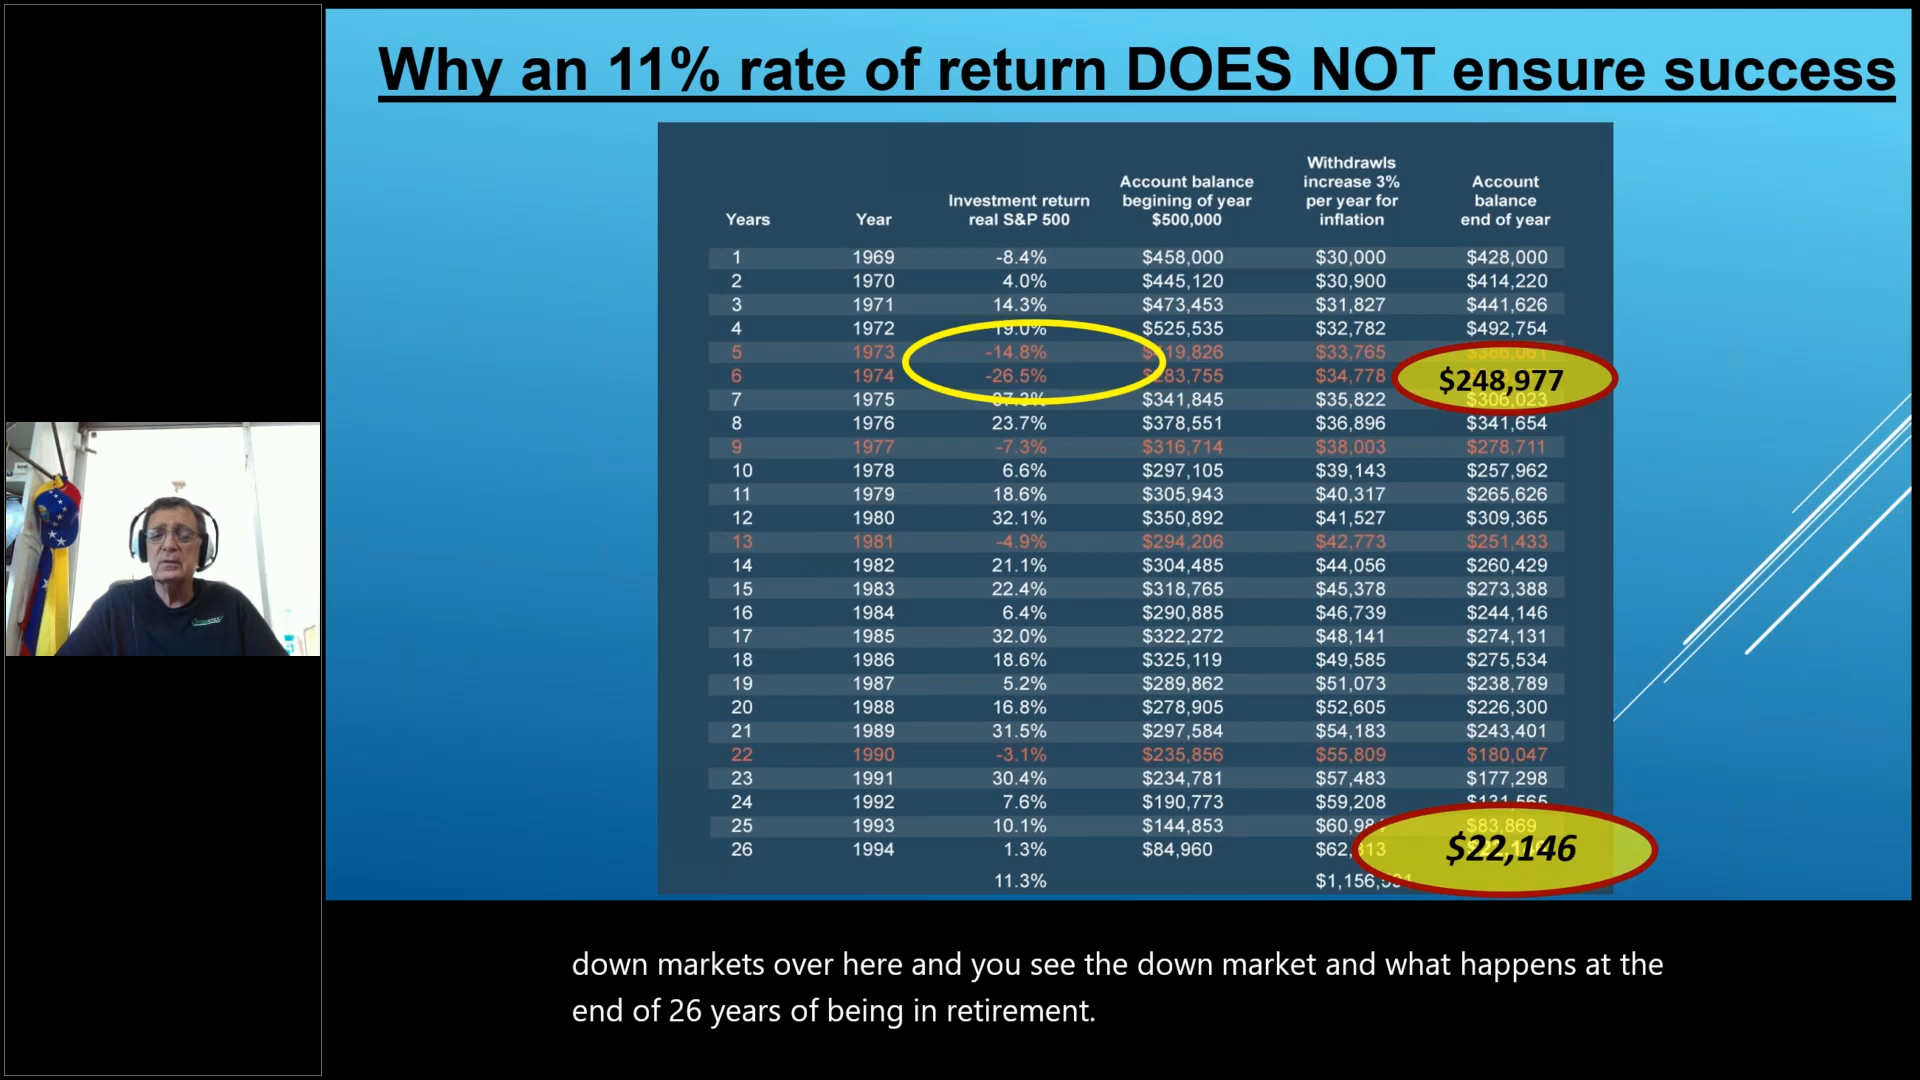 Why an 11% rate of return DOES NOT ensure success
Years Year Investment return real S&P 500 Account balance begining of year $500,000 Withdrawls increase 3% per year for inflation Account balance end of year
1 1969 -8.4% $458,000 $30,000 $428,000
2 1970 4.0% $445,120 $30,900 $414,220
3 1971 14.3% $473,453 $31,827 $441,626
4 1972 19.0% $525,535 $32,782 $492,754
5 1973 -14.8% $419,826 $33,765 $386,061
6 1974 -26.5% $283,755 $34,778 $248,977
7 1975 37.3% $341,845 $35,822 $306,023
8 1976 23.7% $378,551 $36,896 $341,654
9 1977 -7.3% $316,714 $38,003 $278,711
10 1978 6.6% $297,105 $39,143 $257,962
11 1979 18.6% $305,943 $40,317 $265,626
12 1980 32.1% $350,892 $41,527 $309,365
13 1981 -4.9% $294,206 $42,773 $251,433
14 1982 21.1% $304,485 $44,056 $260,429
15 1983 22.4% $318,765 $45,378 $273,388
16 1984 6.4% $290,885 $46,739 $244,146
17 1985 32.0% $322,272 $48,141 $274,131
18 1986 18.6% $325,119 $49,585 $275,534
19 1987 5.2% $289,862 $51,073 $238,789
20 1988 16.8% $278,905 $52,605 $226,300
21 1989 31.5% $297,584 $54,183 $243,401
22 1990 -3.1% $235,856 $55,809 $180,047
23 1991 30.4% $234,781 $57,483 $177,298
24 1992 7.6% $190,773 $59,208 $131,565
25 1993 10.1% $144,853 $83,869
26 1994 1.3% $84,960 $22,146
11.3%
down markets over here and you see the down market and what happens at the
end of 26 years of being in retirement.